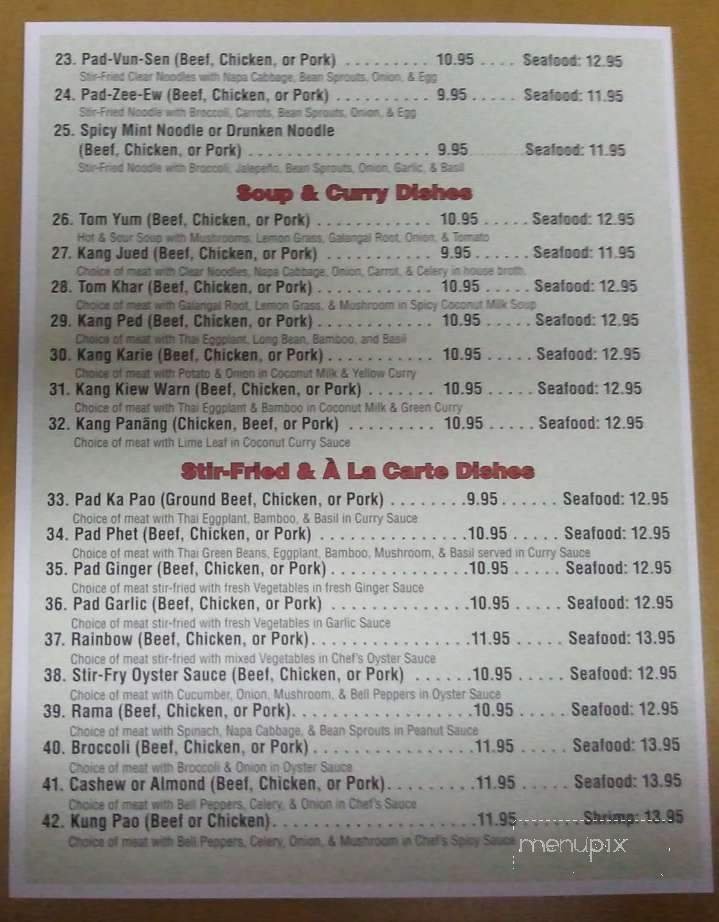 23. Pad-Vun-Sen (Beef, Chicken, or Pork) . . . . . . . . . 10.95 . . . . Seafood: 12.95
Stir-Fried Clear Noodles with Napa Cabbage, Bean Sprouts, Onion, & Egg
24. Pad-Zee-Ew (Beef, Chicken, or Pork) . . . . . . . . . . 9.95 . . . . . Seafood: 11.95
Stir-Fried Noodle with Broccoli, Carrots, Bean Sprouts, Onion, & Egg
25. Spicy Mint Noodle or Drunken Noodle
(Beef, Chicken, or Pork) . . . . . . . . . . . . . . . . . . 9.95 Seafood: 11.95
Stir-Fried Noodle with Broccoli, Jalapeño, Bean Sprouts, Onion, Garlic, & Basil
Soup & Curry Dishes
26. Tom Yum (Beef, Chicken, or Pork) . . . . . . . . . . . . 10.95 . . . . . Seafood: 12.95
Hot & Sour Soup with Mushrooms, Lemon Grass, Galangal Root, Onion, & Tomato
27. Kang Jued (Beef, Chicken, or Pork) . . . . . . . . . . . 9.95 . . . . . . Seafood: 11.95
Choice of meat with Clear Noodles, Napa Cabbage, Onion, Carrot, & Celery in house broth.
28. Tom Khar (Beef, Chicken, or Pork) . . . . . . . . . . . . 10.95 . . . . . Seafood: 12.95
Choice of meat with Galangal Root, Lemon Grass, & Mushroom in Spicy Coconut Milk Soup
29. Kang Ped (Beef, Chicken, or Pork) . . . . . . . . . . . . 10.95 . . . . . Seafood: 12.95
Choice of meat with Thai Eggplant, Long Bean, Bamboo, and Basil
30. Kang Karie (Beef, Chicken, or Pork) . . . . . . . . . . . 10.95 . . . . . Seafood: 12.95
Choice of meat with Potato & Onion in Coconut Milk & Yellow Curry
31. Kang Kiew Warn (Beef, Chicken, or Pork) . . . . . . . 10.95 . . . . . Seafood: 12.95
Choice of meat with Thai Eggplant & Bamboo in Coconut Milk & Green Curry
32. Kang Panäng (Chicken, Beef, or Pork) . . . . . . . . . 10.95 . . . . . Seafood: 12.95
Choice of meat with Lime Leaf in Coconut Curry Sauce
Stir-Fried & À La Carte Dishes
33. Pad Ka Pao (Ground Beef, Chicken, or Pork) . . . . . . . .9.95 . . . . . . Seafood: 12.95
Choice of meat with Thai Eggplant, Bamboo, & Basil in Curry Sauce
34. Pad Phet (Beef, Chicken, or Pork) . . . . . . . . . . . . . . .10.95 . . . . . Seafood: 12.95
Choice of meat with Thai Green Beans, Eggplant, Bamboo, Mushroom, & Basil served in Curry Sauce
35. Pad Ginger (Beef, Chicken, or Pork) . . . . . . . . . . . . . .10.95 . . . . . Seafood: 12.95
Choice of meat stir-fried with fresh Vegetables in fresh Ginger Sauce
36. Pad Garlic (Beef, Chicken, or Pork) . . . . . . . . . . . . . .10.95 . . . . . Seafood: 12.95
Choice of meat stir-fried with fresh Vegetables in Garlic Sauce
37. Rainbow (Beef, Chicken, or Pork). . . . . . . . . . . . . . . .11.95 . . . . . Seafood: 13.95
Choice of meat stir-fried with mixed Vegetables in Chef's Oyster Sauce
38. Stir-Fry Oyster Sauce (Beef, Chicken, or Pork) . . . . . .10.95 . . . . . Seafood: 12.95
Choice of meat with Cucumber, Onion, Mushroom, & Bell Peppers in Oyster Sauce
39. Rama (Beef, Chicken, or Pork). . . . . . . . . . . . . . . . . .10.95 . . . . . Seafood: 12.95
Choice of meat with Spinach, Napa Cabbage, & Bean Sprouts in Peanut Sauce
40. Broccoli (Beef, Chicken, or Pork) . . . . . . . . . . . . . . . .11.95 . . . . . Seafood: 13.95
Choice of meat with Broccoli & Onion in Oyster Sauce
41. Cashew or Almond (Beef, Chicken, or Pork). . . . . . . . .11.95 . . . . . Seafood: 13.95
Choice of meat with Bell Peppers, Celery, & Onion in Chef's Sauce
42. Kung Pao (Beef or Chicken). . . . . . . . . . . . . . . . . . . .11.95 Shrimp: 13.95
Choice of meat with Bell Peppers, Celery, Onion, & Mushroom in Chef's Spicy Sauce
menupix